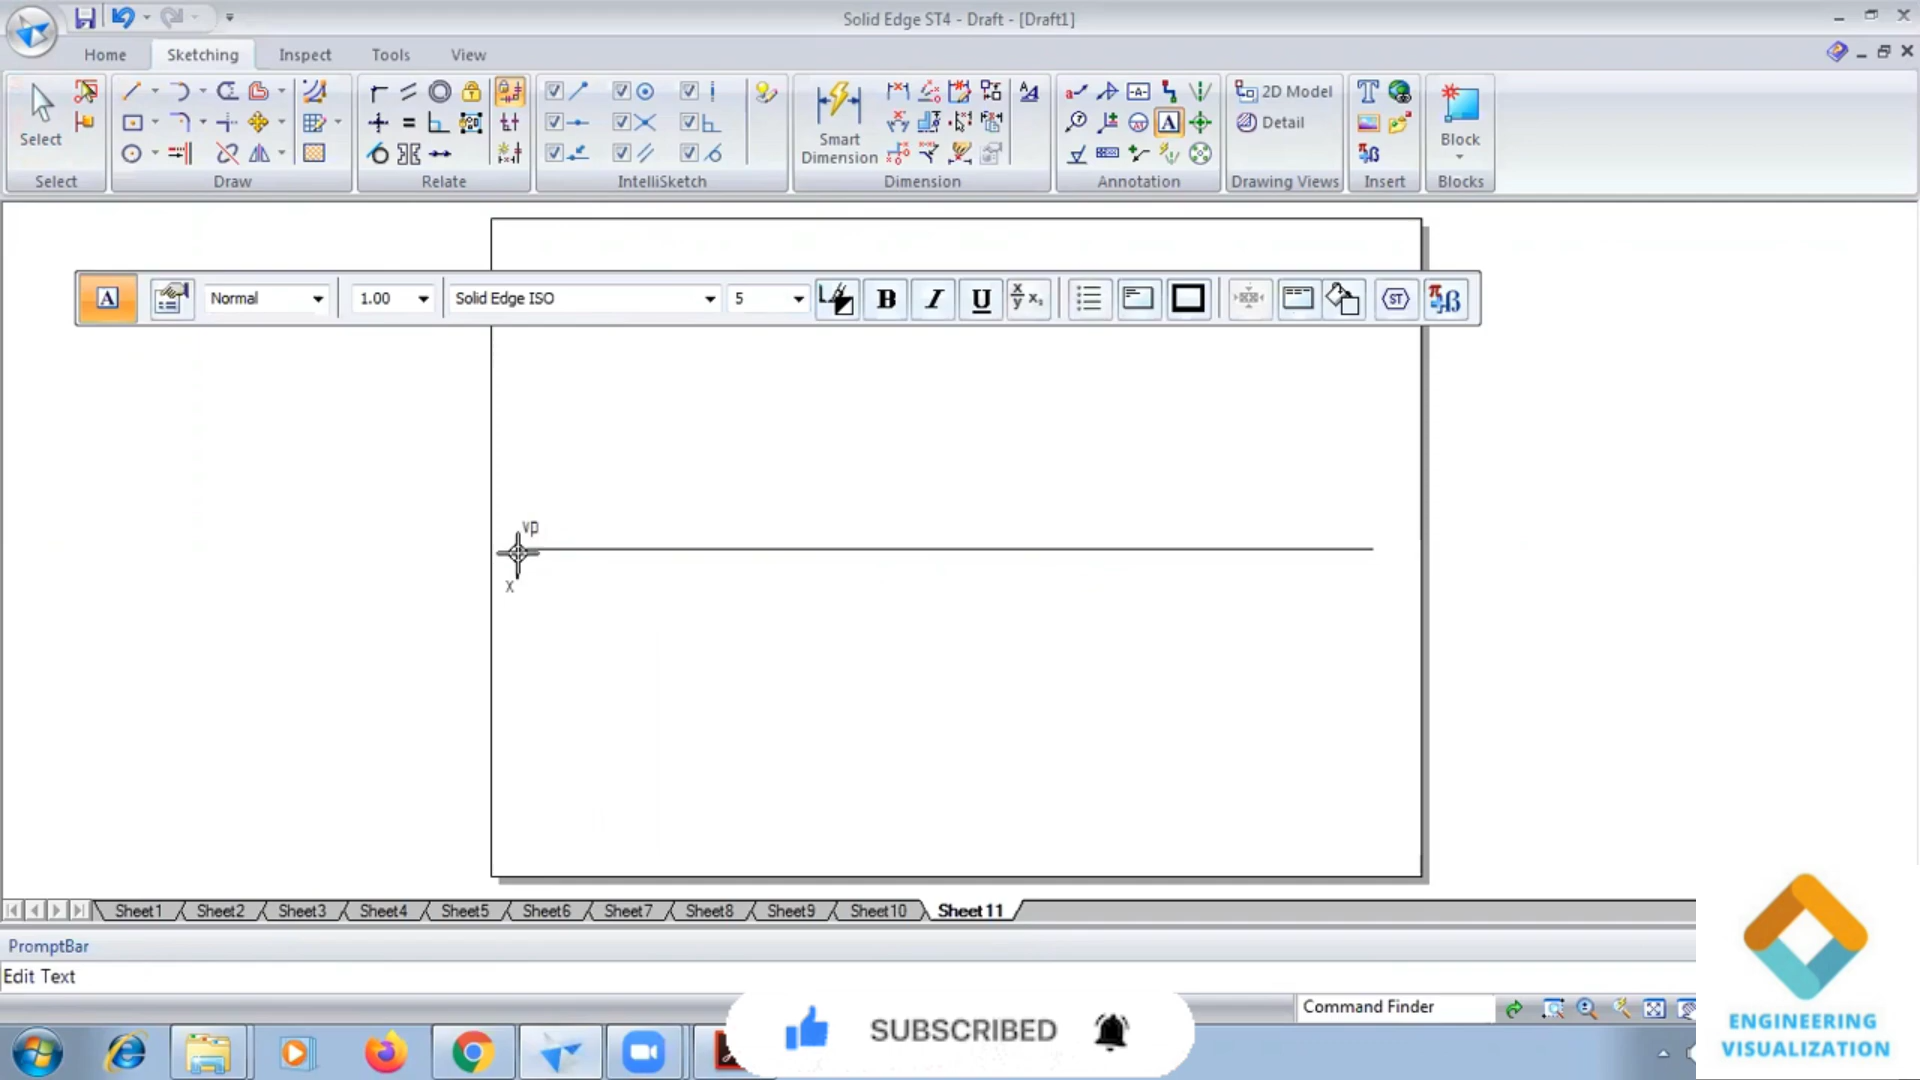 Solid Edge ST4 - Draft - [Draft1]
Home Sketching Inspect Tools View
Select
Smart Dimension
2D Model
Detail
Block
Select Draw Relate IntelliSketch Dimension Annotation Drawing Views Insert Blocks
Normal 1.00 Solid Edge ISO 5 B I U
vp
x
Sheet1 Sheet2 Sheet3 Sheet4 Sheet5 Sheet6 Sheet7 Sheet8 Sheet9 Sheet10 Sheet11
PromptBar
Edit Text
Command Finder
SUBSCRIBED
ENGINEERING
VISUALIZATION